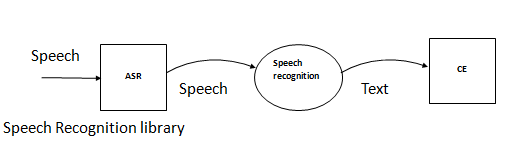 Speech
ASR
Speech
Speech
recognition
Text
CE
Speech Recognition library